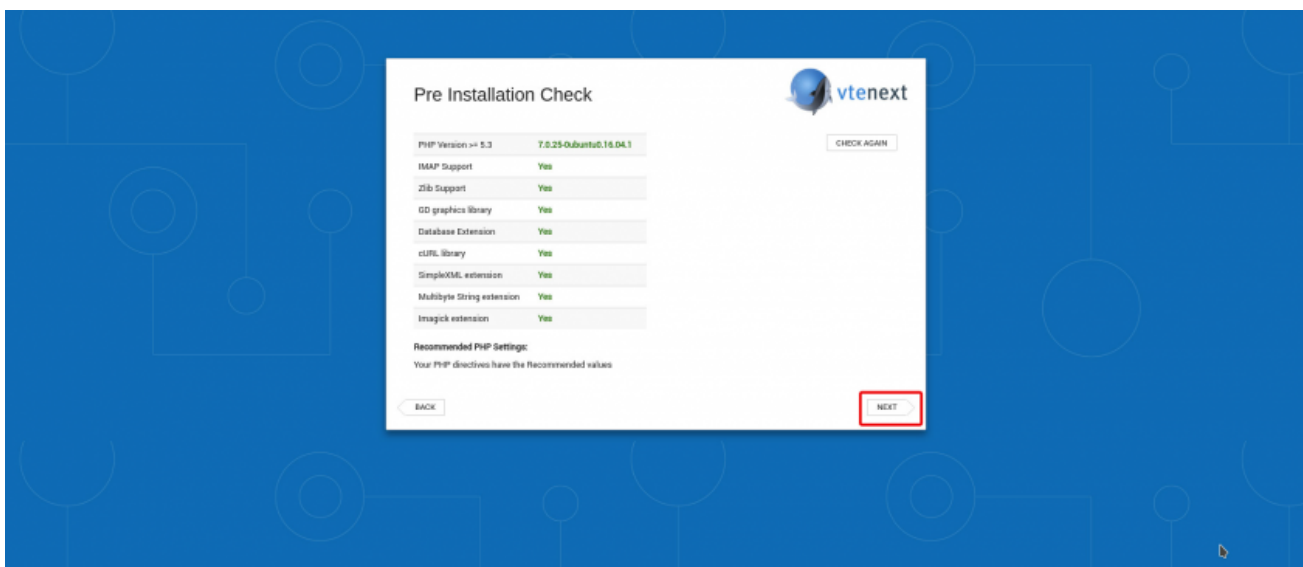 Pre Installation Check
vtenext
PHP Version >= 5.3 7.0.25-0ubuntu0.16.04.1
CHECK AGAIN
IMAP Support Yes
Zlib Support Yes
GD graphics library Yes
Database Extension Yes
cURL library Yes
SimpleXML extension Yes
Multibyte String extension Yes
Imagick extension Yes
Recommended PHP Settings:
Your PHP directives have the Recommended values
BACK
NEXT